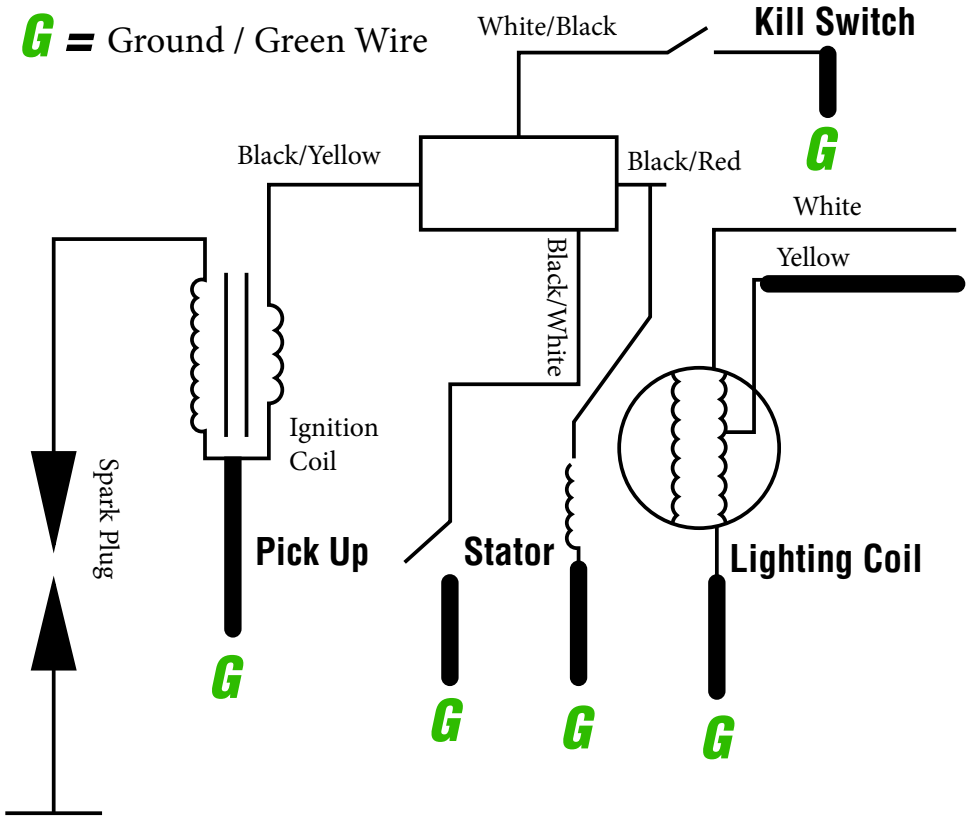 G = Ground / Green Wire
White/Black
Kill Switch
G
Black/Yellow
Black/Red
White
Yellow
Black/White
Ignition
Coil
Spark Plug
Pick Up
Stator
Lighting Coil
G
G
G
G